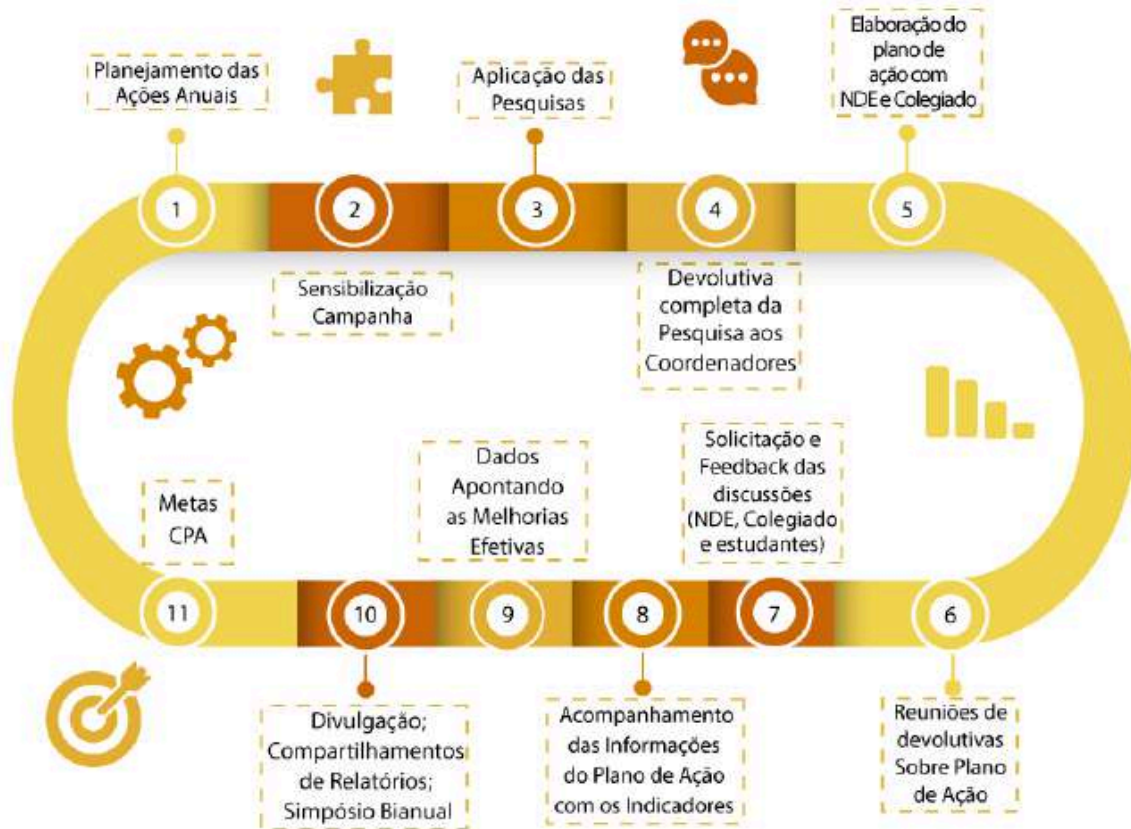 Planejamento das
Ações Anuais
1
Sensibilização
Campanha
2
Aplicação das
Pesquisas
3
Devolutiva
completa da
Pesquisa aos
Coordenadores
4
Elaboração do
plano de
ação com
NDE e Colegiado
5
Reuniões de
devolutivas
Sobre Plano
de Ação
6
Solicitação e
Feedback das
discussões
(NDE, Colegiado
e estudantes)
7
Acompanhamento
das Informações
do Plano de Ação
com os Indicadores
8
Dados
Apontando
as Melhorias
Efetivas
9
Divulgação;
Compartilhamentos
de Relatórios;
Simpósio Bianual
10
Metas
CPA
11